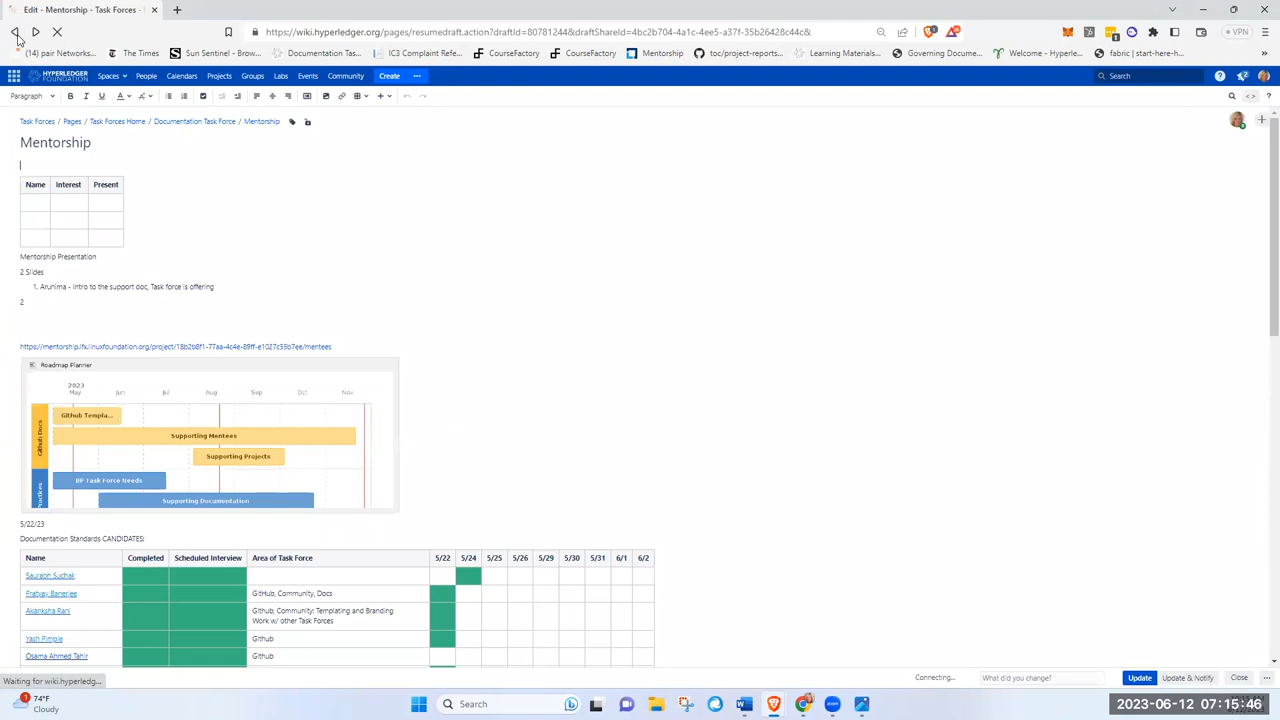 Edit - Mentorship - Task Forces -
https://wiki.hyperledger.org/pages/resumedraft.action?draftId=80781244&draftShareId=4bc2b704-4a1c-4ee5-a37f-35b26428c432&
VPN
(14) pair Networks...
The Times
Sun Sentinel - Brow...
Documentation Tas...
IC3 Complaint Refe...
CourseFactory
CourseFactory
Mentorship
toc/project-reports...
Learning Materials...
Governing Docume...
Welcome - Hyperle...
fabric | start-here-h...
HYPERLEDGER FOUNDATION
Spaces
People
Calendars
Projects
Groups
Labs
Events
Community
Create
Search
Paragraph
Task Forces / Pages / Task Forces Home / Documentation Task Force / Mentorship
Mentorship
Name Interest Present
Mentorship Presentation
2 Slides
1. Arunima - Intro to the support doc, Task force is offering
2
https://mentorship.lfx.linuxfoundation.org/project/18b2b8f1-77aa-4c4e-89ff-e1027c55b7ee/mentees
Roadmap Planner
2023
May Jun Jul Aug Sep Oct Nov
Github Docs
Github Templa...
Supporting Mentees
Supporting Projects
BP Task Force Needs
Supporting Documentation
5/22/23
Documentation Standards CANDIDATES:
Name Completed Scheduled Interview Area of Task Force 5/22 5/24 5/25 5/26 5/29 5/30 5/31 6/1 6/2
Saurabh Suchak
Pratyay Banerjee GitHub, Community, Docs
Akanksha Rani Github, Community: Templating and Branding
Work w/ other Task Forces
Yash Pimple Github
Osama Ahmed Tahir Github
Waiting for wiki.hyperledg...
Connecting...
What did you change?
Update
Update & Notify
Close
1
74°F
Cloudy
Search
2023-06-12 07:15:46